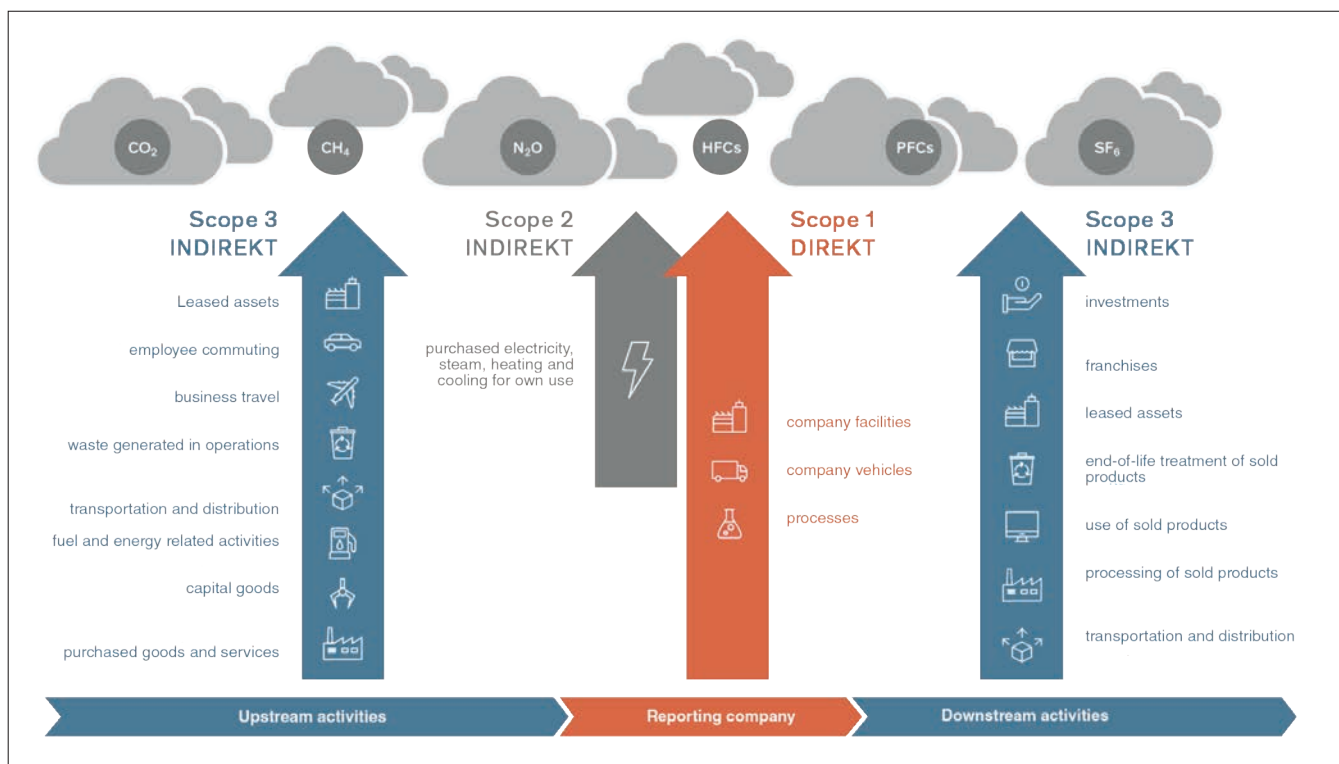 CO₂
CH₄
N₂O
HFCs
PFCs
SF₆
Scope 3
INDIREKT
Leased assets
employee commuting
business travel
waste generated in operations
transportation and distribution
fuel and energy related activities
capital goods
purchased goods and services
Scope 2
INDIREKT
purchased electricity,
steam, heating and
cooling for own use
Scope 1
DIREKT
company facilities
company vehicles
processes
Scope 3
INDIREKT
investments
franchises
leased assets
end-of-life treatment of sold
products
use of sold products
processing of sold products
transportation and distribution
Upstream activities
Reporting company
Downstream activities